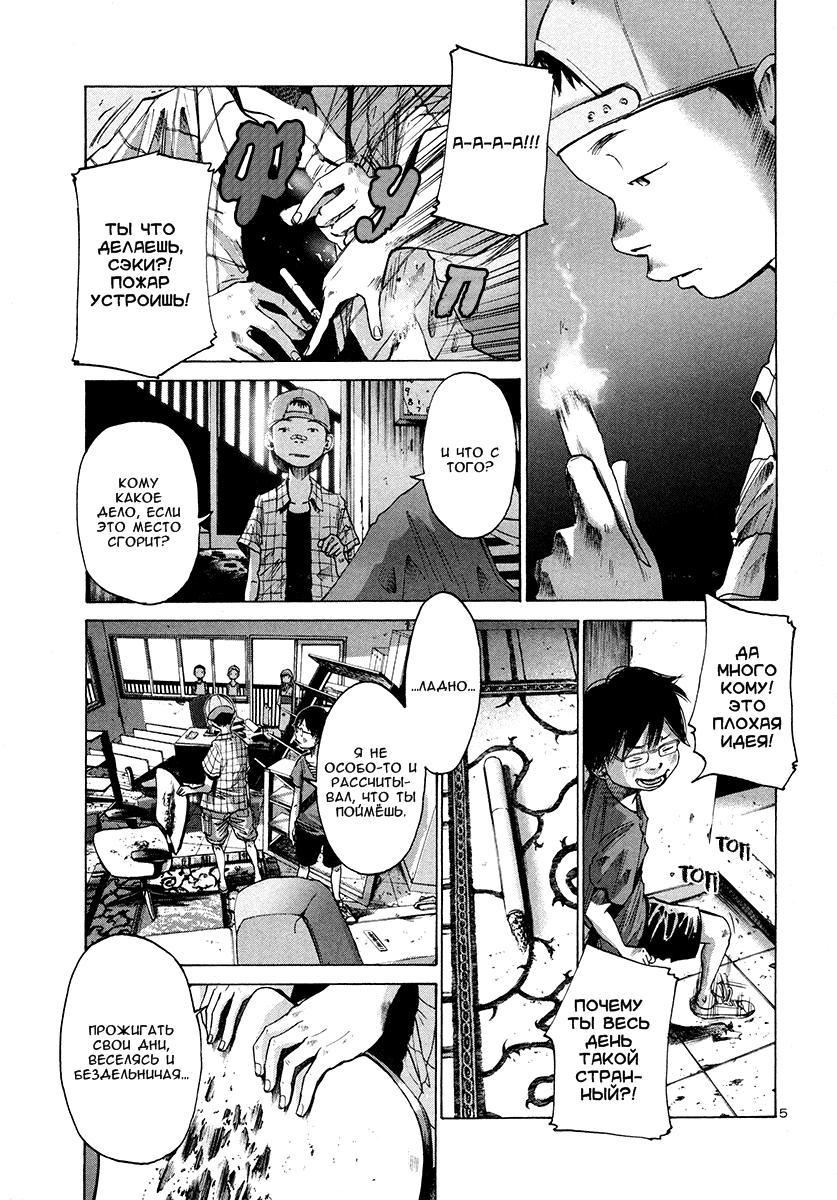 А-А-А-А!!!
ФУП
ТЫ ЧТО
ДЕЛАЕШЬ,
СЭКИ?!
ПОЖАР
УСТРОИШЬ!
И ЧТО С
ТОГО?
КОМУ
КАКОЕ
ДЕЛО, ЕСЛИ
ЭТО МЕСТО
СГОРИТ?
ДА
МНОГО
КОМУ!
ЭТО
ПЛОХАЯ
ИДЕЯ!
ТОП
ТОП
ПОЧЕМУ
ТЫ ВЕСЬ
ДЕНЬ
ТАКОЙ
СТРАН-
НЫЙ?!
...ЛАДНО...
Я НЕ
ОСОБО-ТО И
РАССЧИТЫ-
ВАЛ, ЧТО ТЫ
ПОЙМЁШЬ.
ПРОЖИГАТЬ
СВОИ ДНИ,
ВЕСЕЛЯСЬ И
БЕЗДЕЛЬНИЧАЯ...
5